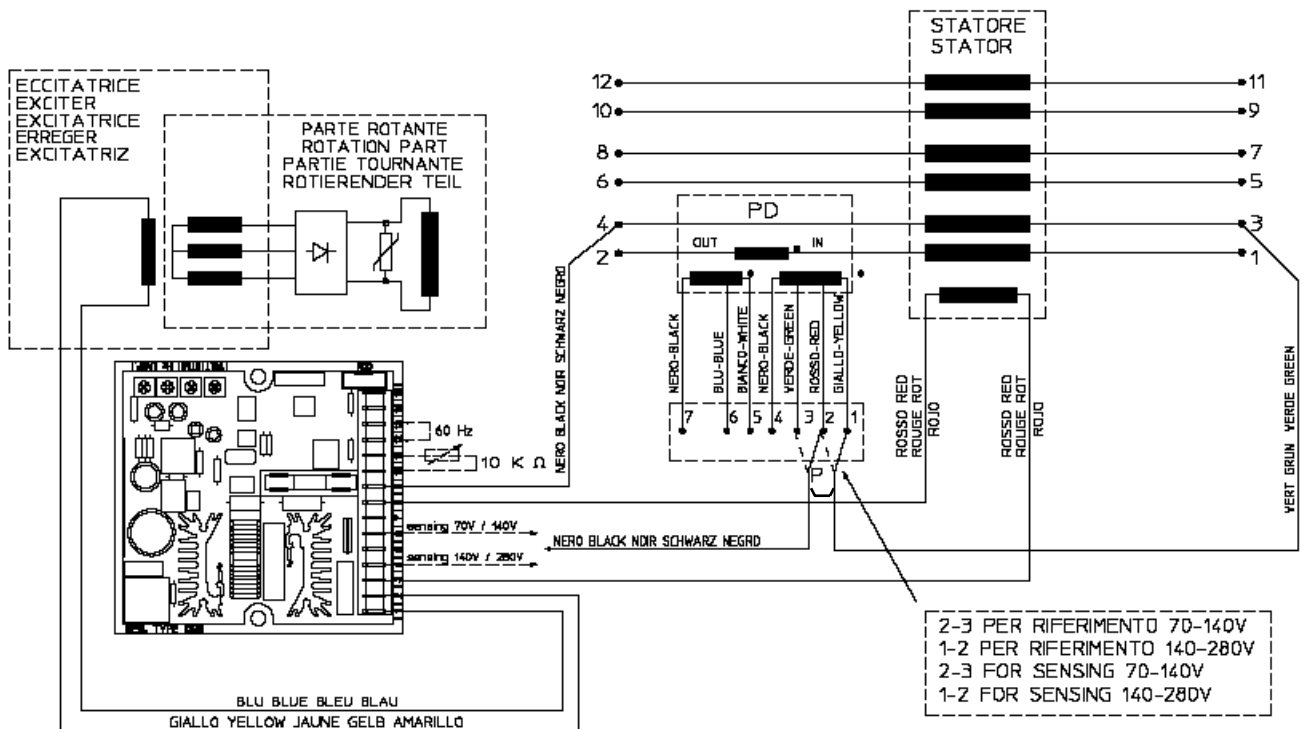 ECCITATRICE
EXCITER
EXCITATRICE
ERREGER
EXCITATRIZ
PARTE ROTANTE
ROTATION PART
PARTIE TOURNANTE
ROTIERENDER TEIL
STATORE
STATOR
12
11
10
9
8
7
6
5
4
3
2
1
PD
OUT
IN
NERO-BLACK
BLU-BLUE
BIANCO-WHITE
NERO-BLACK
VERDE-GREEN
ROSSO-RED
GIALLO-YELLOW
7 6 5 4 3 2 1
P
NERO BLACK NOIR SCHWARZ NEGRO
ROSSO RED
ROUGE ROT
ROJO
ROSSO RED
ROUGE ROT
ROJO
VERT GRUN VERDE GREEN
60 Hz
10 K Ω
sensing 70V / 140V
sensing 140V / 280V
NERO BLACK NOIR SCHWARZ NEGRO
2-3 PER RIFERIMENTO 70-140V
1-2 PER RIFERIMENTO 140-280V
2-3 FOR SENSING 70-140V
1-2 FOR SENSING 140-280V
BLU BLUE BLEU BLAU
GIALLO YELLOW JAUNE GELB AMARILLO